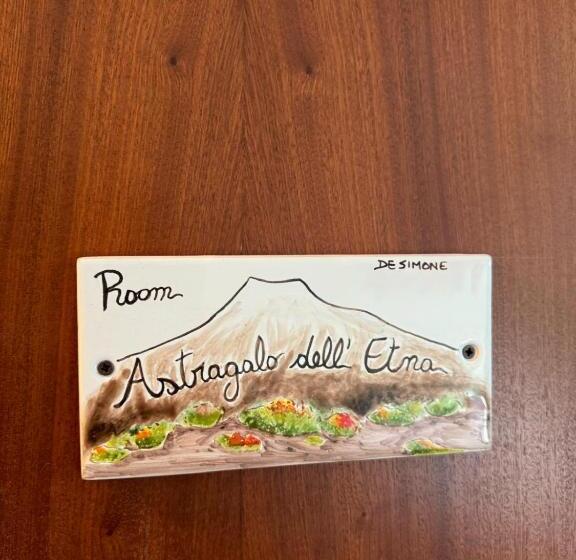 Room
DE SIMONE
Astragalo dell' Etna